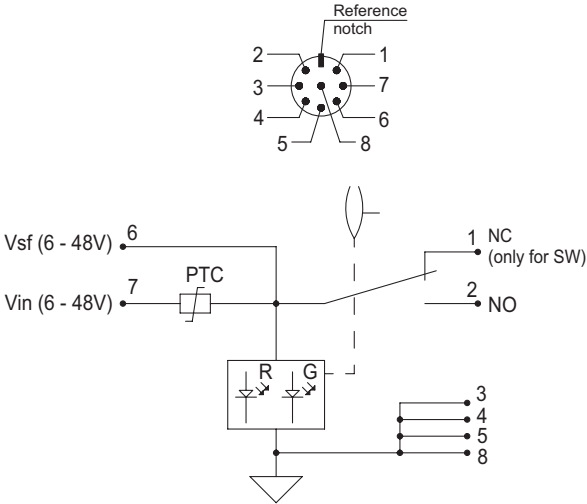 Reference
notch
2
1
3
7
4
6
5
8
Vsf (6 - 48V)
6
1
NC
(only for SW)
Vin (6 - 48V)
7
PTC
2
NO
R
G
3
4
5
8